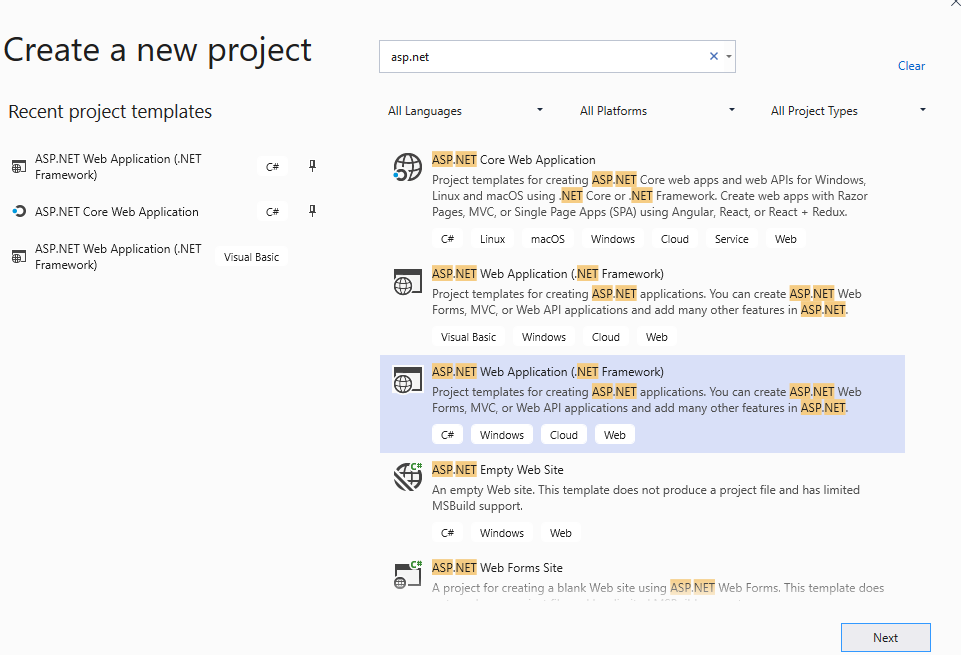 Create a new project
asp.net
Clear
Recent project templates
All Languages
All Platforms
All Project Types
ASP.NET Web Application (.NET
Framework)
C#
ASP.NET Core Web Application
C#
ASP.NET Web Application (.NET
Framework)
Visual Basic
ASP.NET Core Web Application
Project templates for creating ASP.NET Core web apps and web APIs for Windows,
Linux and macOS using .NET Core or .NET Framework. Create web apps with Razor
Pages, MVC, or Single Page Apps (SPA) using Angular, React, or React + Redux.
C# Linux macOS Windows Cloud Service Web
ASP.NET Web Application (.NET Framework)
Project templates for creating ASP.NET applications. You can create ASP.NET Web
Forms, MVC, or Web API applications and add many other features in ASP.NET.
Visual Basic Windows Cloud Web
ASP.NET Web Application (.NET Framework)
Project templates for creating ASP.NET applications. You can create ASP.NET Web
Forms, MVC, or Web API applications and add many other features in ASP.NET.
C# Windows Cloud Web
C#
ASP.NET Empty Web Site
An empty Web site. This template does not produce a project file and has limited
MSBuild support.
C# Windows Web
C#
ASP.NET Web Forms Site
A project for creating a blank Web site using ASP.NET Web Forms. This template does
Next